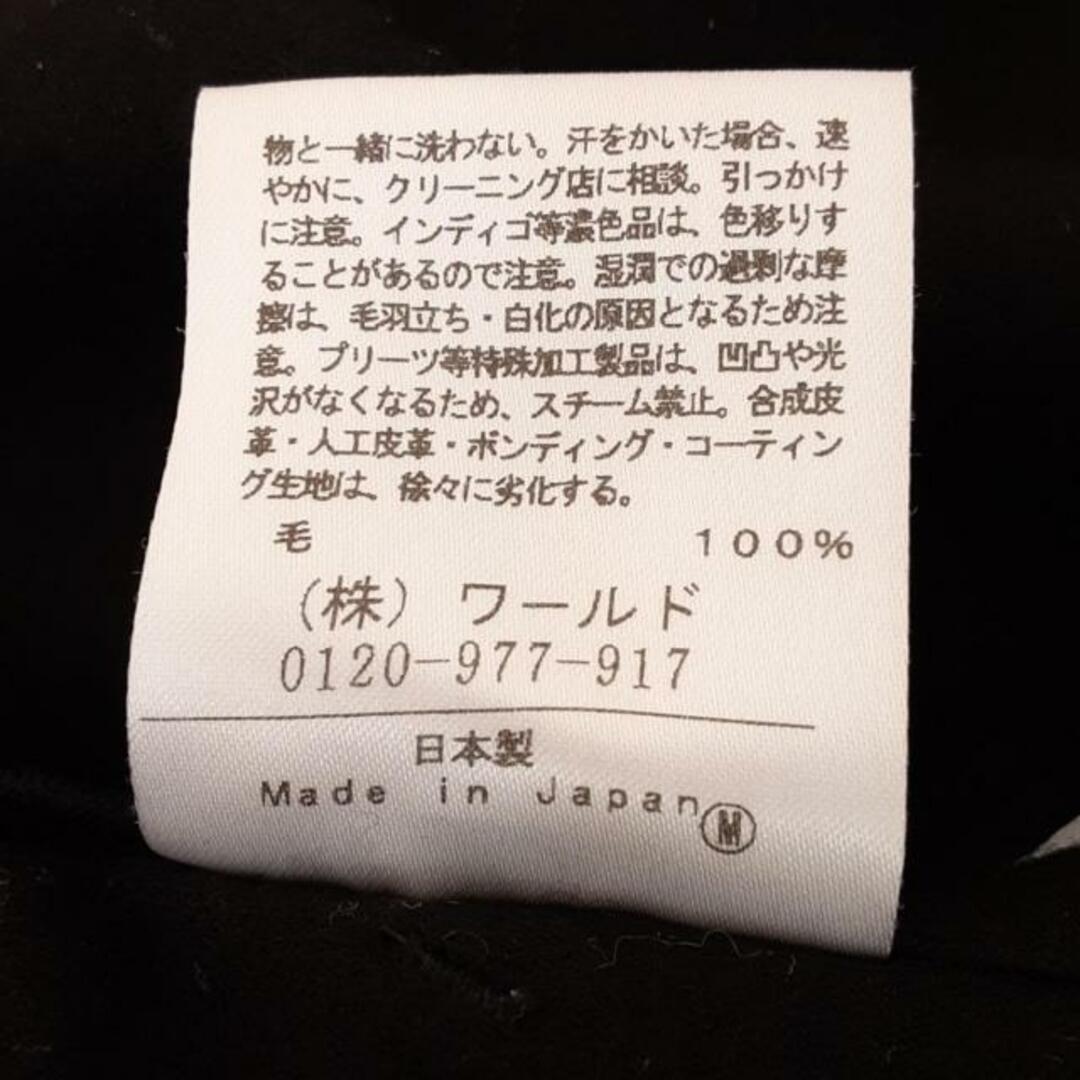 物と一緒に洗わない。汗をかいた場合、速
やかに、クリーニング店に相談。引っかけ
に注意。インディゴ等濃色品は、色移りす
ることがあるので注意。湿潤での過剰な摩
擦は、毛羽立ち・白化の原因となるため注
意。プリーツ等特殊加工製品は、凹凸や光
沢がなくなるため、スチーム禁止。合成皮
革・人工皮革・ボンディング・コーティン
グ生地は、徐々に劣化する。
毛 100%
(株) ワールド
0120-977-917
日本製
Made in Japan Ⓜ